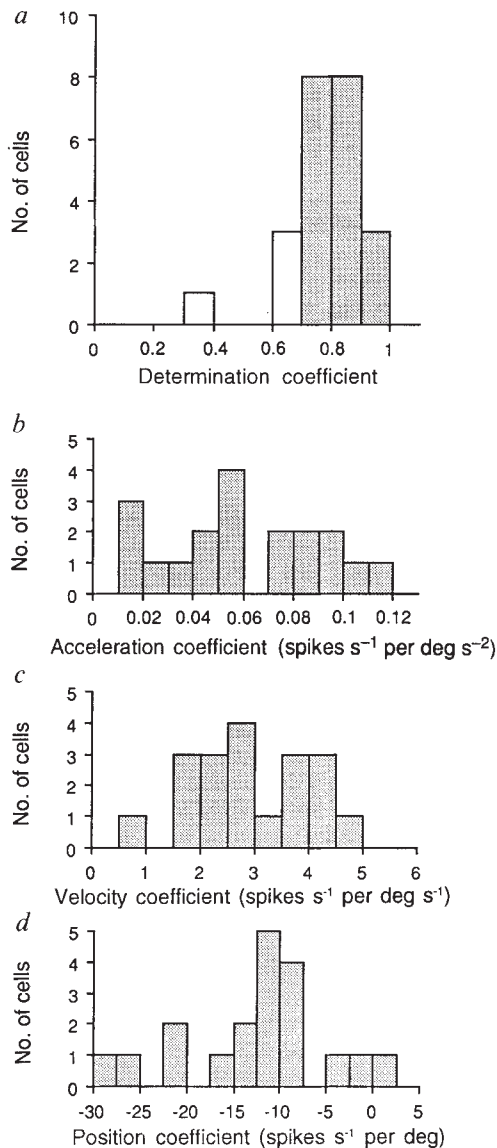 a
10
8
6
4
2
0
No. of cells
0 0.2 0.4 0.6 0.8 1
Determination coefficient
b
5
4
3
2
1
0
No. of cells
0 0.02 0.04 0.06 0.08 0.1 0.12
Acceleration coefficient (spikes s⁻¹ per deg s⁻²)
c
5
4
3
2
1
0
No. of cells
0 1 2 3 4 5 6
Velocity coefficient (spikes s⁻¹ per deg s⁻¹)
d
5
4
3
2
1
0
No. of cells
-30 -25 -20 -15 -10 -5 0 5
Position coefficient (spikes s⁻¹ per deg)